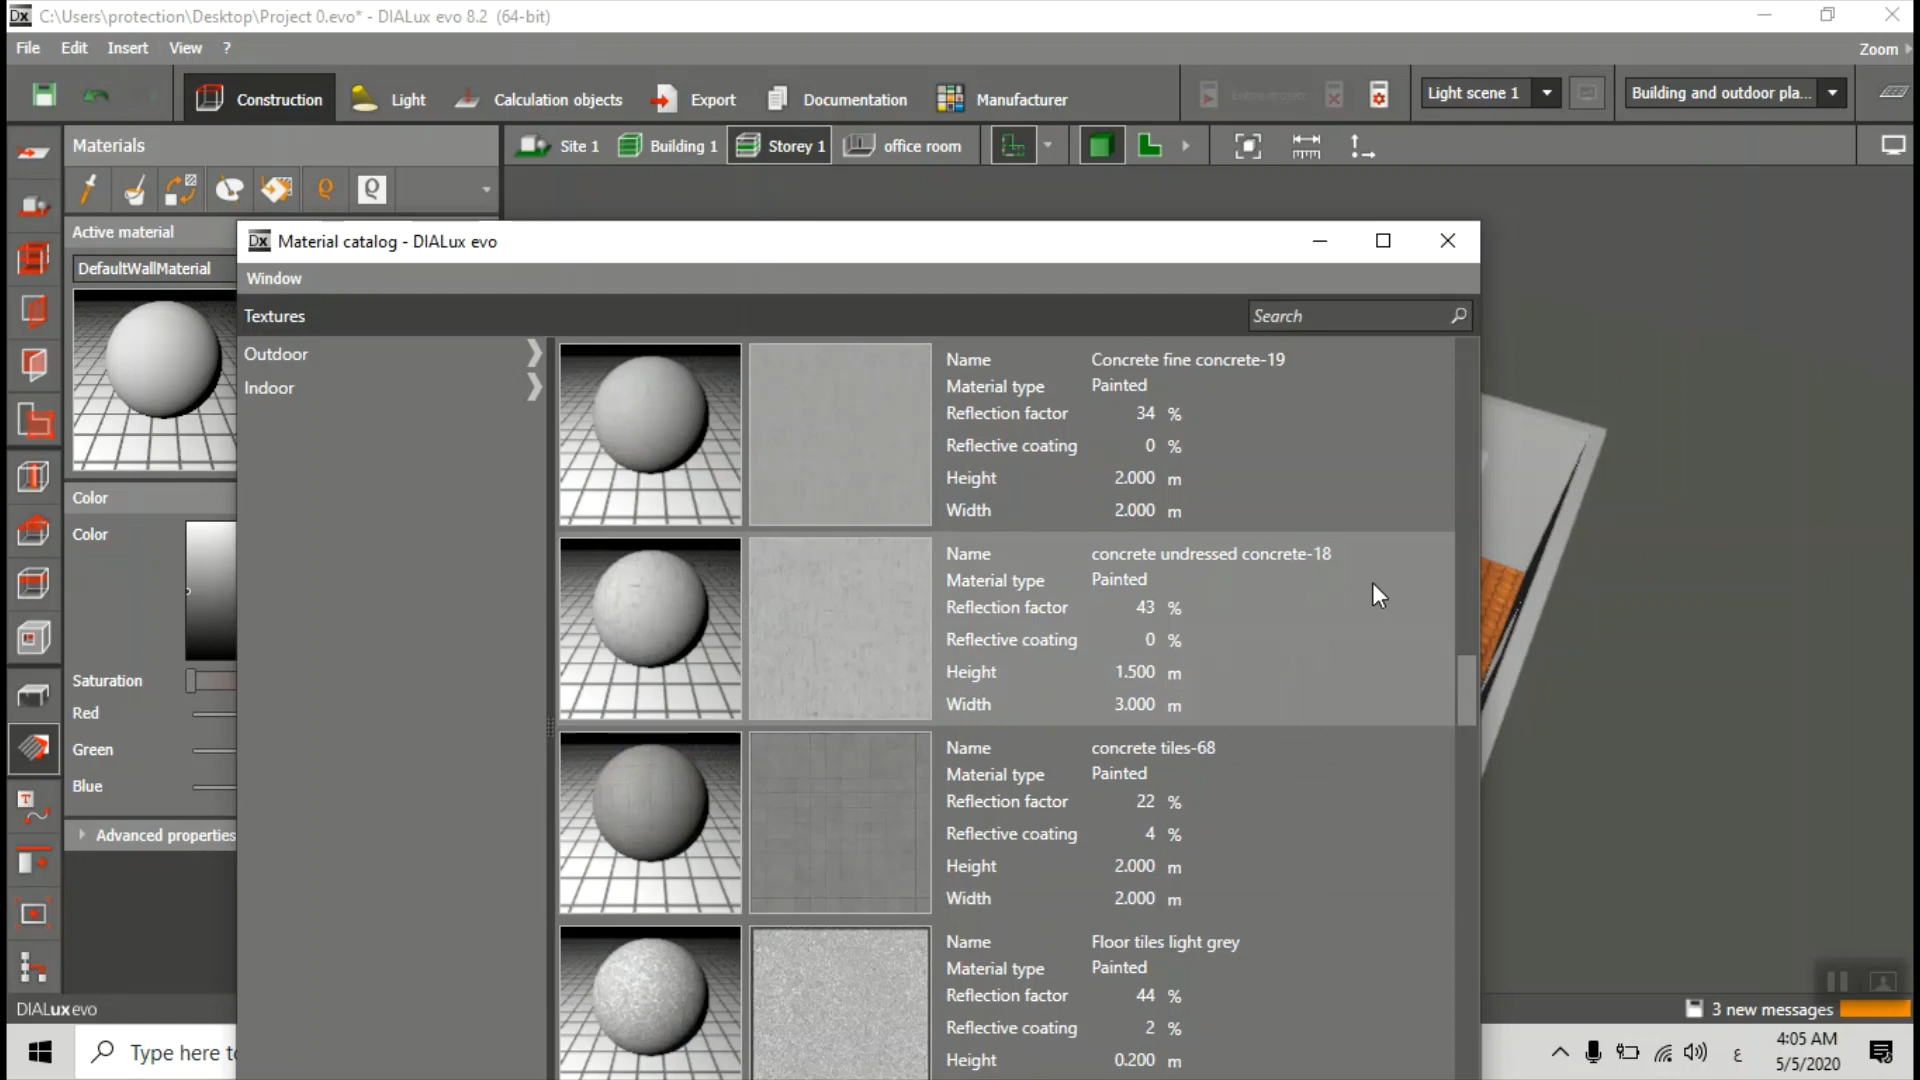 Dx C:\Users\protection\Desktop\Project 0.evo* - DIALux evo 8.2 (64-bit)
File Edit Insert View ? Zoom
Construction Light Calculation objects Export Documentation Manufacturer Entire project Light scene 1 Building and outdoor pla...
Materials Site 1 Building 1 Storey 1 office room
Active material
Dx Material catalog - DIALux evo
DefaultWallMaterial
Window
Textures Search
Outdoor
Indoor
Name Concrete fine concrete-19
Material type Painted
Reflection factor 34 %
Reflective coating 0 %
Height 2.000 m
Width 2.000 m
Color
Color
Name concrete undressed concrete-18
Material type Painted
Reflection factor 43 %
Reflective coating 0 %
Height 1.500 m
Width 3.000 m
Saturation
Red
Green
Blue
Advanced properties
Name concrete tiles-68
Material type Painted
Reflection factor 22 %
Reflective coating 4 %
Height 2.000 m
Width 2.000 m
Name Floor tiles light grey
Material type Painted
Reflection factor 44 %
Reflective coating 2 %
Height 0.200 m
DIALux evo 3 new messages
Type here t
ع 4:05 AM
5/5/2020